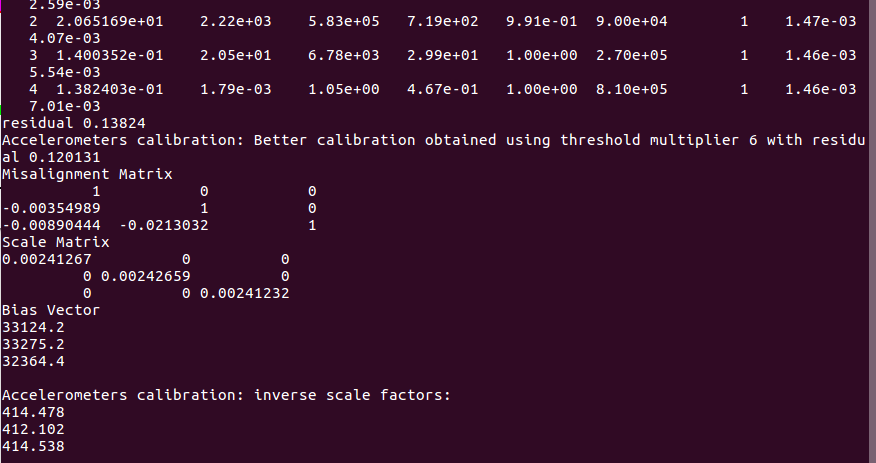 2.59e-03
2 2.065169e+01 2.22e+03 5.83e+05 7.19e+02 9.91e-01 9.00e+04 1 1.47e-03
4.07e-03
3 1.400352e-01 2.05e+01 6.78e+03 2.99e+01 1.00e+00 2.70e+05 1 1.46e-03
5.54e-03
4 1.382403e-01 1.79e-03 1.05e+00 4.67e-01 1.00e+00 8.10e+05 1 1.46e-03
7.01e-03
residual 0.13824
Accelerometers calibration: Better calibration obtained using threshold multiplier 6 with residu
al 0.120131
Misalignment Matrix
1 0 0
-0.00354989 1 0
-0.00890444 -0.0213032 1
Scale Matrix
0.00241267 0 0
0 0.00242659 0
0 0 0.00241232
Bias Vector
33124.2
33275.2
32364.4
Accelerometers calibration: inverse scale factors:
414.478
412.102
414.538